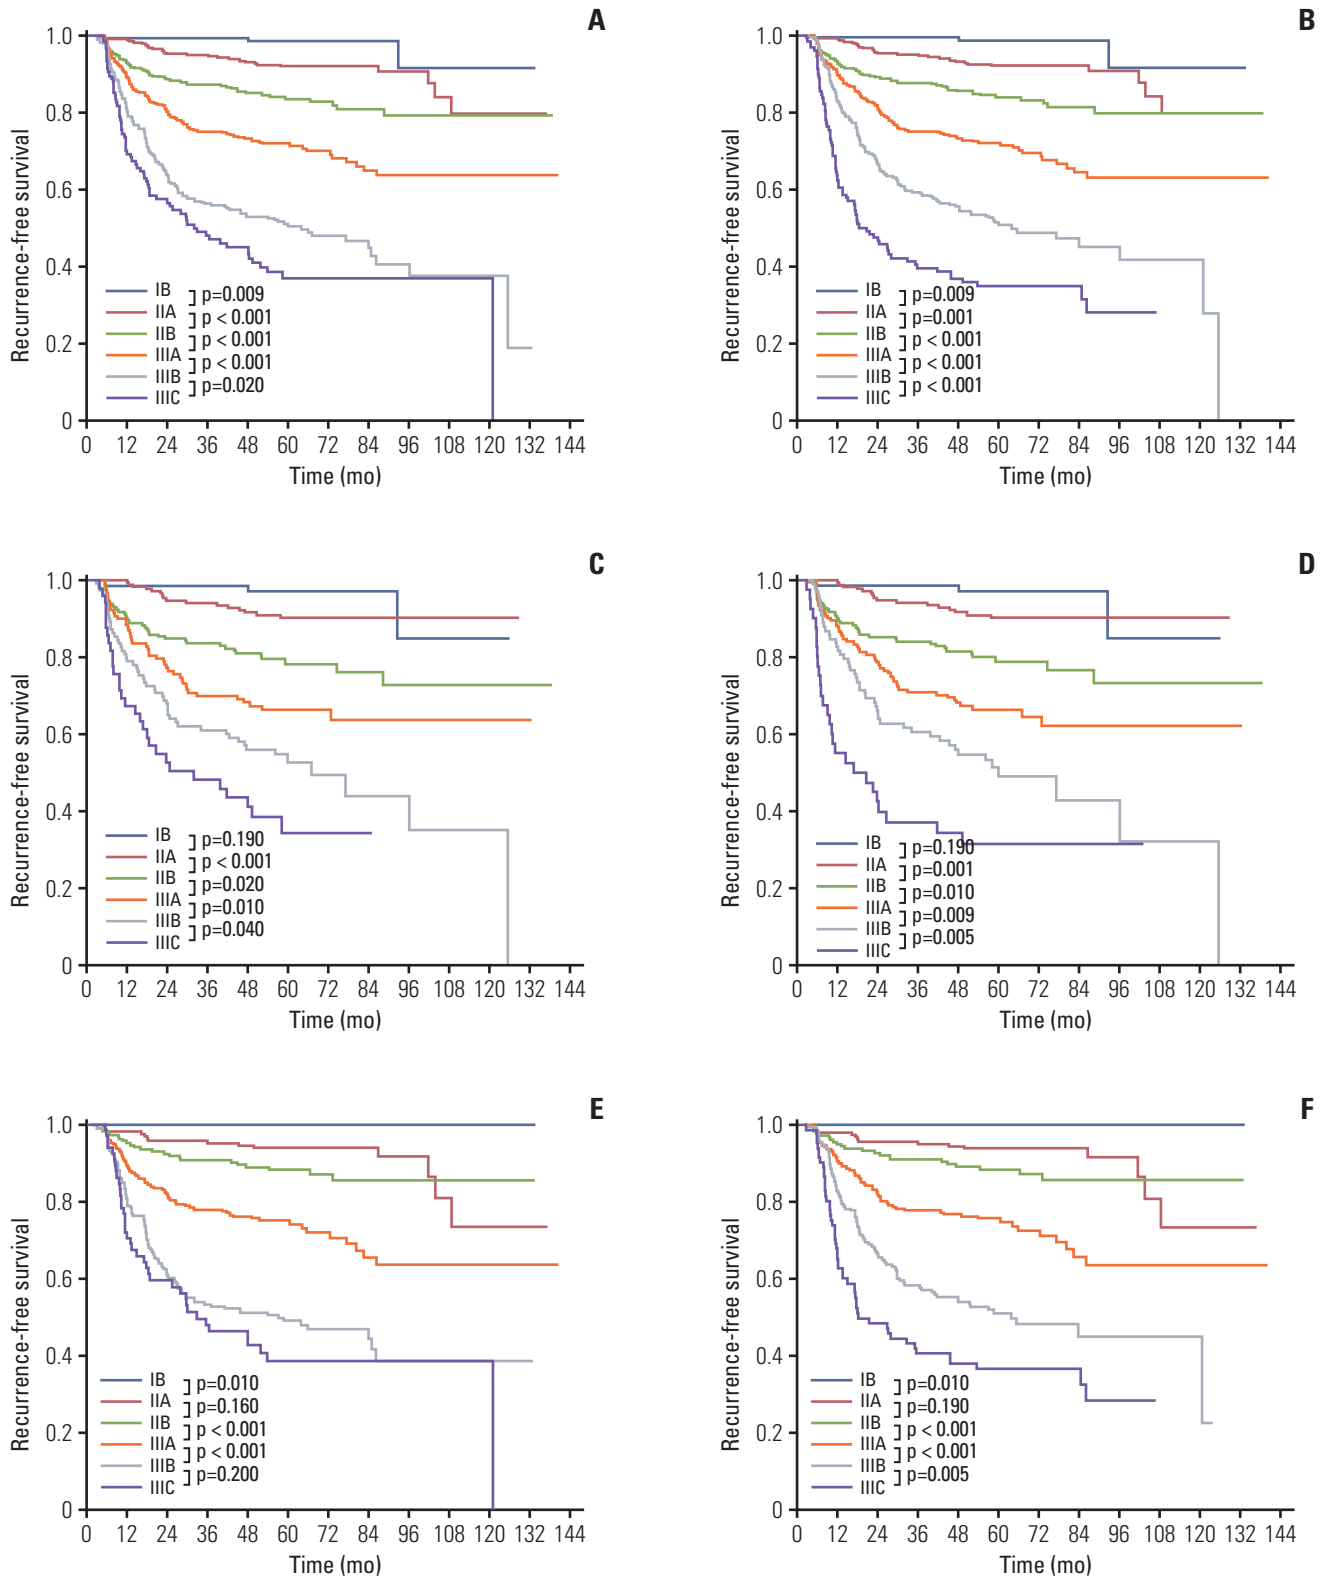 A
Recurrence-free survival
1.0
0.8
0.6
0.4
0.2
0
IB
IIA
IIB
IIIA
IIIB
IIIC
p=0.009
p < 0.001
p < 0.001
p < 0.001
p=0.020
0 12 24 36 48 60 72 84 96 108 120 132 144
Time (mo)
B
Recurrence-free survival
1.0
0.8
0.6
0.4
0.2
0
IB
IIA
IIB
IIIA
IIIB
IIIC
p=0.009
p=0.001
p < 0.001
p < 0.001
p < 0.001
0 12 24 36 48 60 72 84 96 108 120 132 144
Time (mo)
C
Recurrence-free survival
1.0
0.8
0.6
0.4
0.2
0
IB
IIA
IIB
IIIA
IIIB
IIIC
p=0.190
p < 0.001
p=0.020
p=0.010
p=0.040
0 12 24 36 48 60 72 84 96 108 120 132 144
Time (mo)
D
Recurrence-free survival
1.0
0.8
0.6
0.4
0.2
0
IB
IIA
IIB
IIIA
IIIB
IIIC
p=0.190
p=0.001
p=0.010
p=0.009
p=0.005
0 12 24 36 48 60 72 84 96 108 120 132 144
Time (mo)
E
Recurrence-free survival
1.0
0.8
0.6
0.4
0.2
0
IB
IIA
IIB
IIIA
IIIB
IIIC
p=0.010
p=0.160
p < 0.001
p < 0.001
p=0.200
0 12 24 36 48 60 72 84 96 108 120 132 144
Time (mo)
F
Recurrence-free survival
1.0
0.8
0.6
0.4
0.2
0
IB
IIA
IIB
IIIA
IIIB
IIIC
p=0.010
p=0.190
p < 0.001
p < 0.001
p=0.005
0 12 24 36 48 60 72 84 96 108 120 132 144
Time (mo)